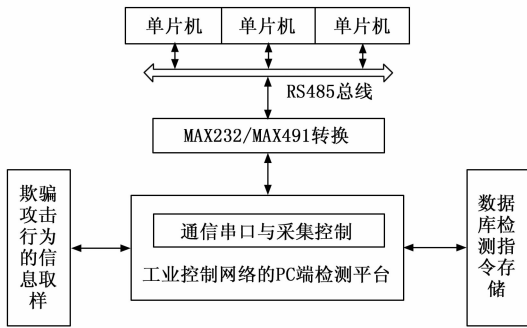 单片机 单片机 单片机
RS485总线
MAX232/MAX491转换
欺骗
攻击
行为
的信
息取
样
通信串口与采集控制
工业控制网络的PC端检测平台
数据
库检
测指
令存
储